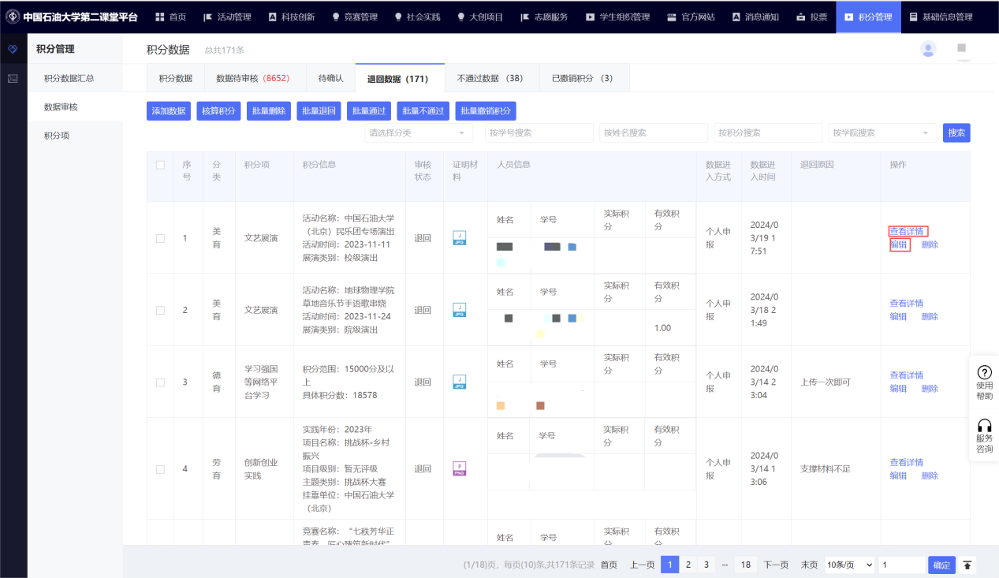 中国石油大学第二课堂平台 首页 活动管理 科技创新 竞赛管理 社会实践 大创项目 志愿服务 学生组织管理 官方网站 消息通知 投票 积分管理 基础信息管理
积分管理
积分数据汇总
数据审核
积分项
积分数据 总共171条
积分数据 数据待审核（8652） 待确认 退回数据（171） 不通过数据（38） 已撤销积分（3）
添加数据 核算积分 批量删除 批量退回 批量通过 批量不通过 批量撤销积分
请选择分类 按学号搜索 按姓名搜索 按积分搜索 按学院搜索 搜索
序号 分类 积分项 积分信息 审核状态 证明材料 人员信息 数据进入方式 数据进入时间 退回原因 操作
1 美育 文艺展演
活动名称：中国石油大学
（北京）民乐团专场演出
活动时间：2023-11-11
展演类别：校级演出
退回 JPG
姓名 学号 实际积分 有效积分
个人申报
2024/0
3/19 1
7:51
查看详情
编辑 删除
2 美育 文艺展演
活动名称：地球物理学院
草地音乐节手语歌串烧
活动时间：2023-11-24
展演类别：院级演出
退回 JPG
姓名 学号 实际积分 有效积分
1.00
个人申报
2024/0
3/18 2
1:49
查看详情
编辑 删除
3 德育
学习强国
等网络平
台学习
积分范围：15000分及以
上
具体积分数：18578
退回 JPG
姓名 学号 实际积分 有效积分
个人申报
2024/0
3/14 2
3:04
上传一次即可
查看详情
编辑 删除
4 劳育
创新创业
实践
实践年份：2023年
项目名称：挑战杯-乡村
振兴
项目级别：暂无评级
主题类别：挑战杯大赛
挂靠单位：中国石油大学
（北京）
退回 PNG
姓名 学号 实际积分 有效积分
个人申报
2024/0
3/14 1
3:06
支撑材料不足
查看详情
编辑 删除
竞赛名称：“七秩芳华正
青春，匠心臻筑新时代”
姓名 学号 实际积分 有效积分
使用
帮助
服务
咨询
(1/18)页，每页(10)条,共171条记录 首页 上一页 1 2 3 ... 18 下一页 末页 10条/页 1 确定